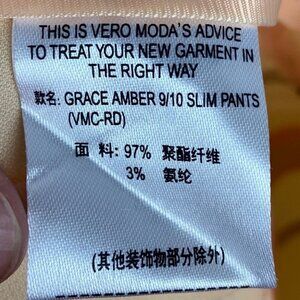 THIS IS VERO MODA'S ADVICE
TO TREAT YOUR NEW GARMENT IN
THE RIGHT WAY
款名: GRACE AMBER 9/10 SLIM PANTS
(VMC-RD)
面 料: 97% 聚酯纤维
3% 氨纶
(其他装饰物部分除外)